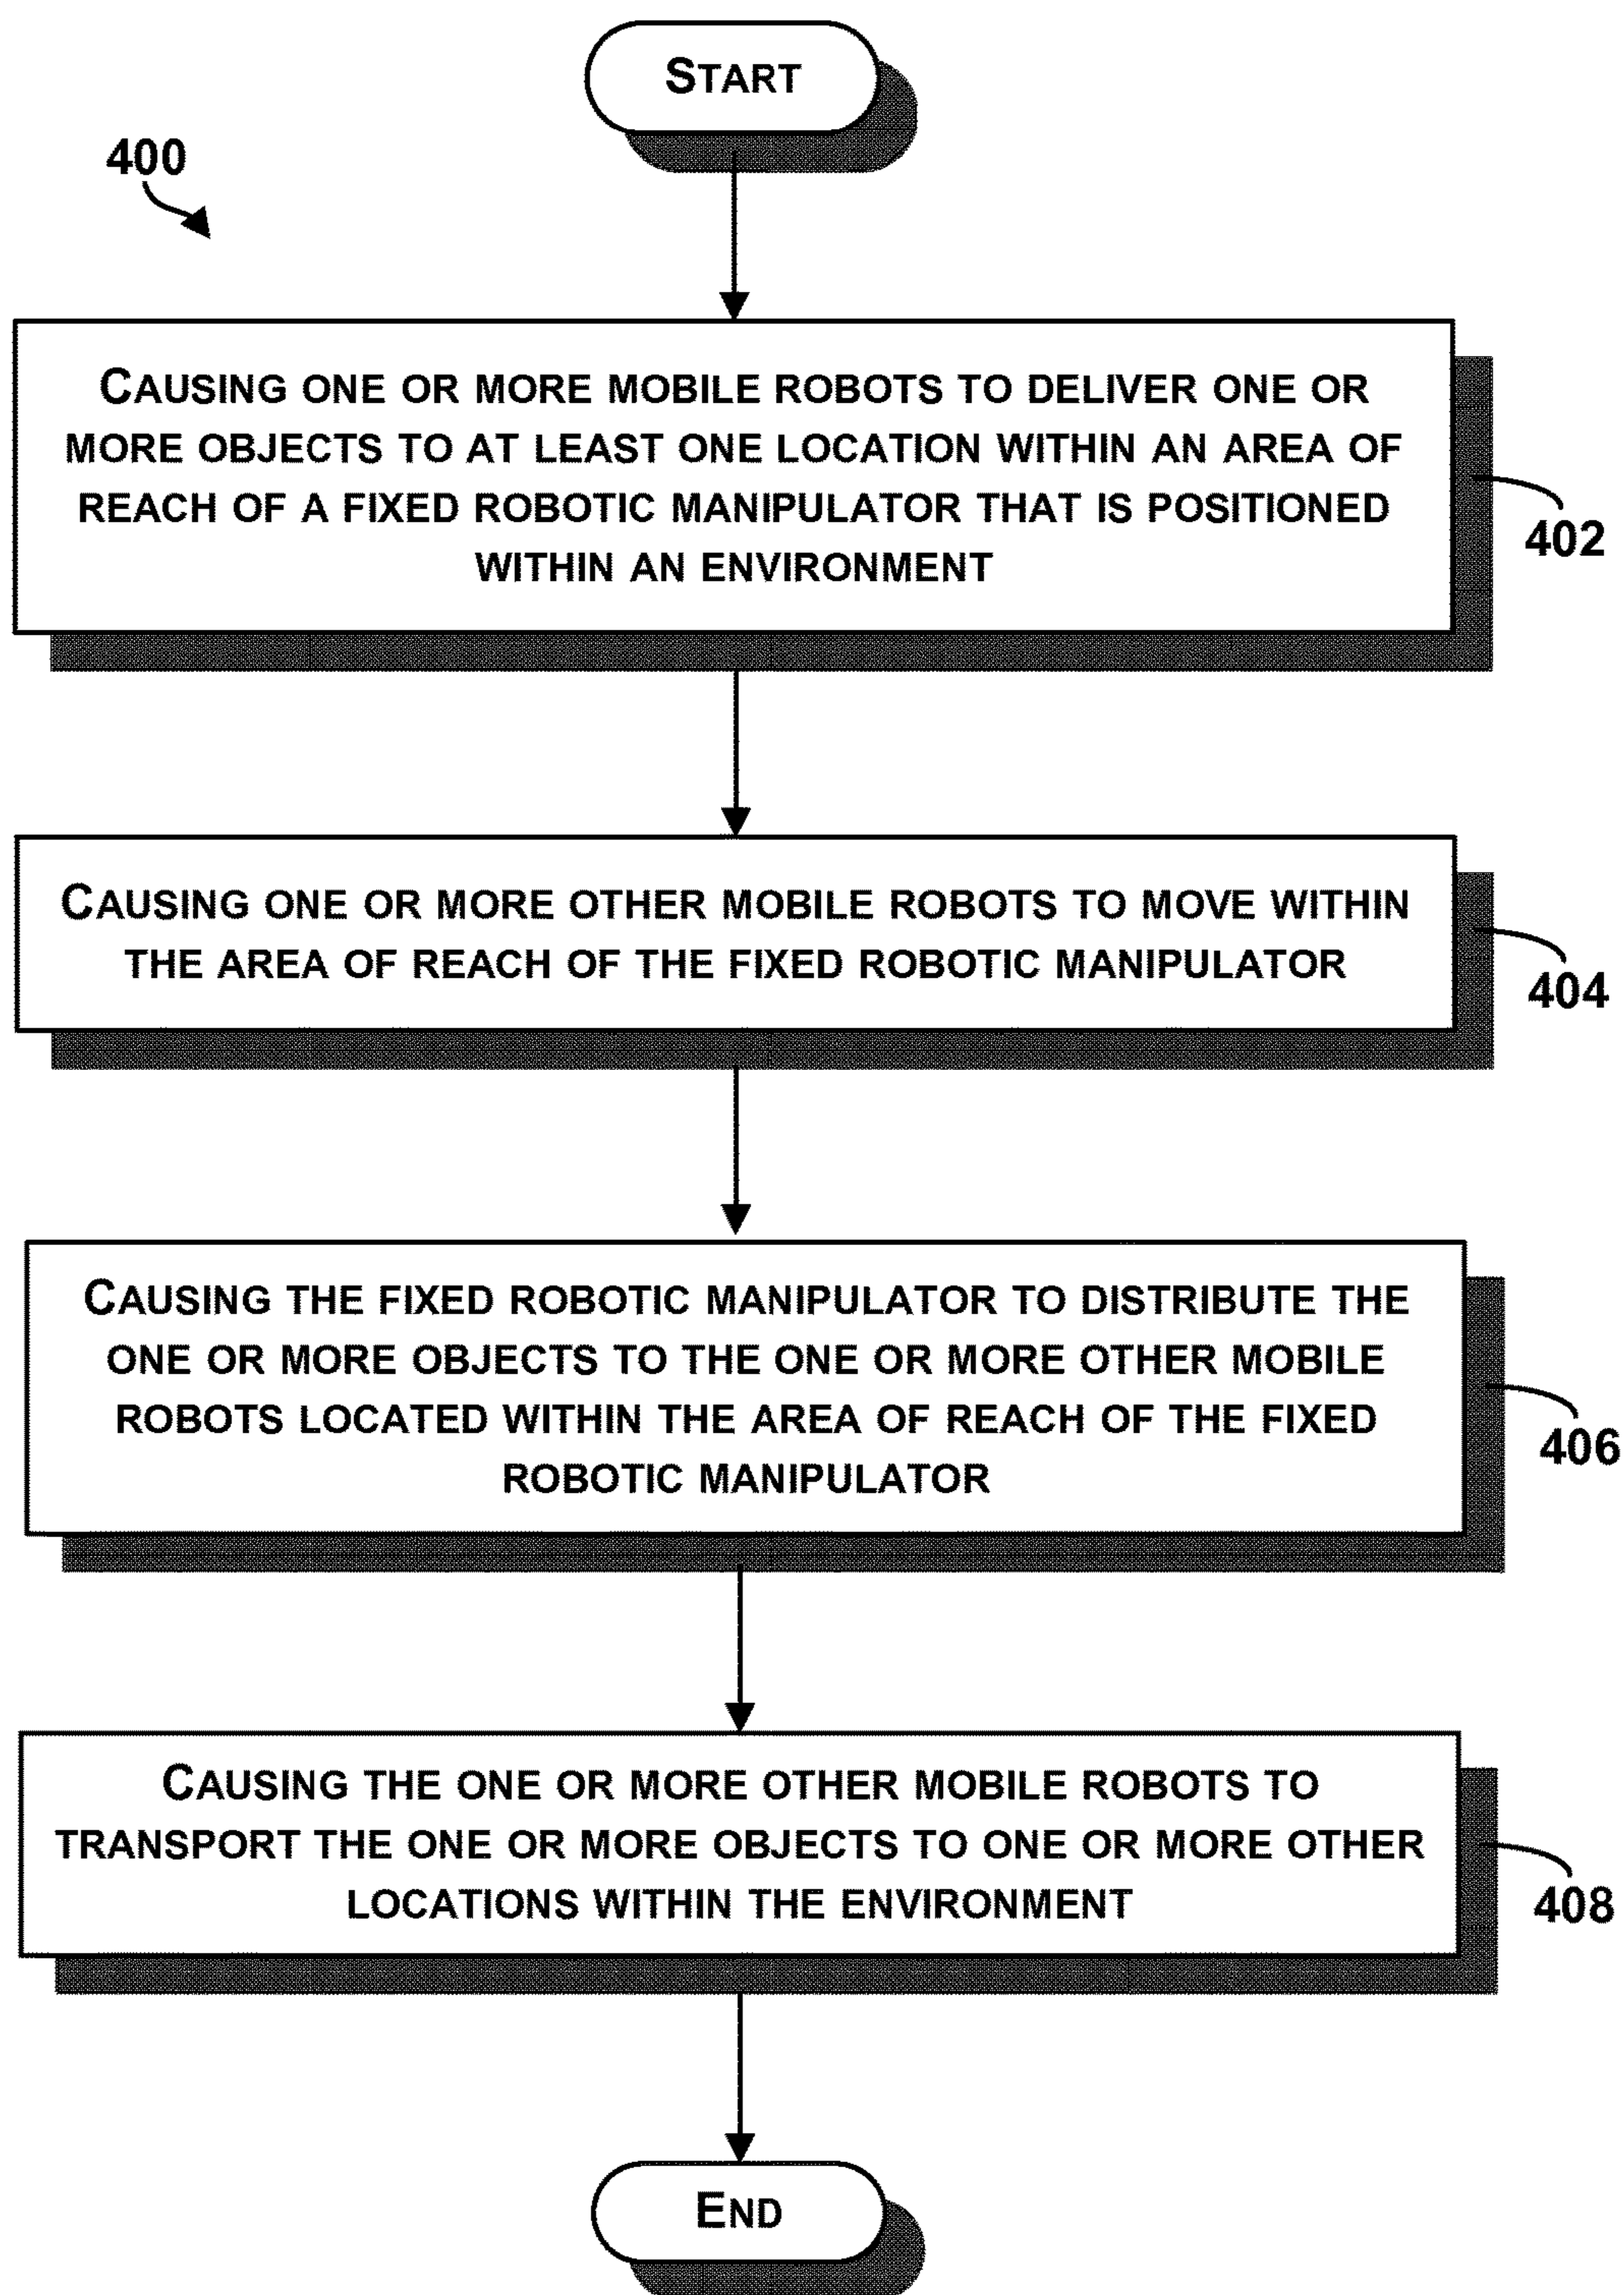 START
400
CAUSING ONE OR MORE MOBILE ROBOTS TO DELIVER ONE OR
MORE OBJECTS TO AT LEAST ONE LOCATION WITHIN AN AREA OF
REACH OF A FIXED ROBOTIC MANIPULATOR THAT IS POSITIONED
WITHIN AN ENVIRONMENT
402
CAUSING ONE OR MORE OTHER MOBILE ROBOTS TO MOVE WITHIN
THE AREA OF REACH OF THE FIXED ROBOTIC MANIPULATOR
404
CAUSING THE FIXED ROBOTIC MANIPULATOR TO DISTRIBUTE THE
ONE OR MORE OBJECTS TO THE ONE OR MORE OTHER MOBILE
ROBOTS LOCATED WITHIN THE AREA OF REACH OF THE FIXED
ROBOTIC MANIPULATOR
406
CAUSING THE ONE OR MORE OTHER MOBILE ROBOTS TO
TRANSPORT THE ONE OR MORE OBJECTS TO ONE OR MORE OTHER
LOCATIONS WITHIN THE ENVIRONMENT
408
END